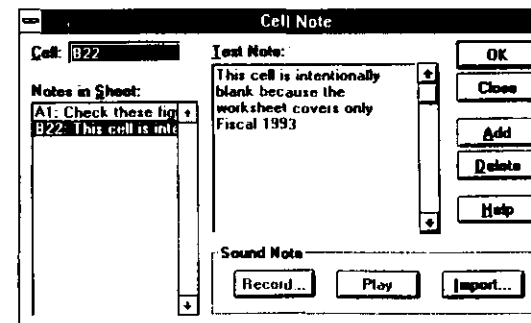 Cell Note
Cell: B22
Text Note:
OK
This cell is intentionally
blank because the
worksheet covers only
Fiscal 1993
Close
Notes in Sheet:
A1: Check these fig
B22: This cell is inte
Add
Delete
Help
Sound Note
Record...
Play
Import...